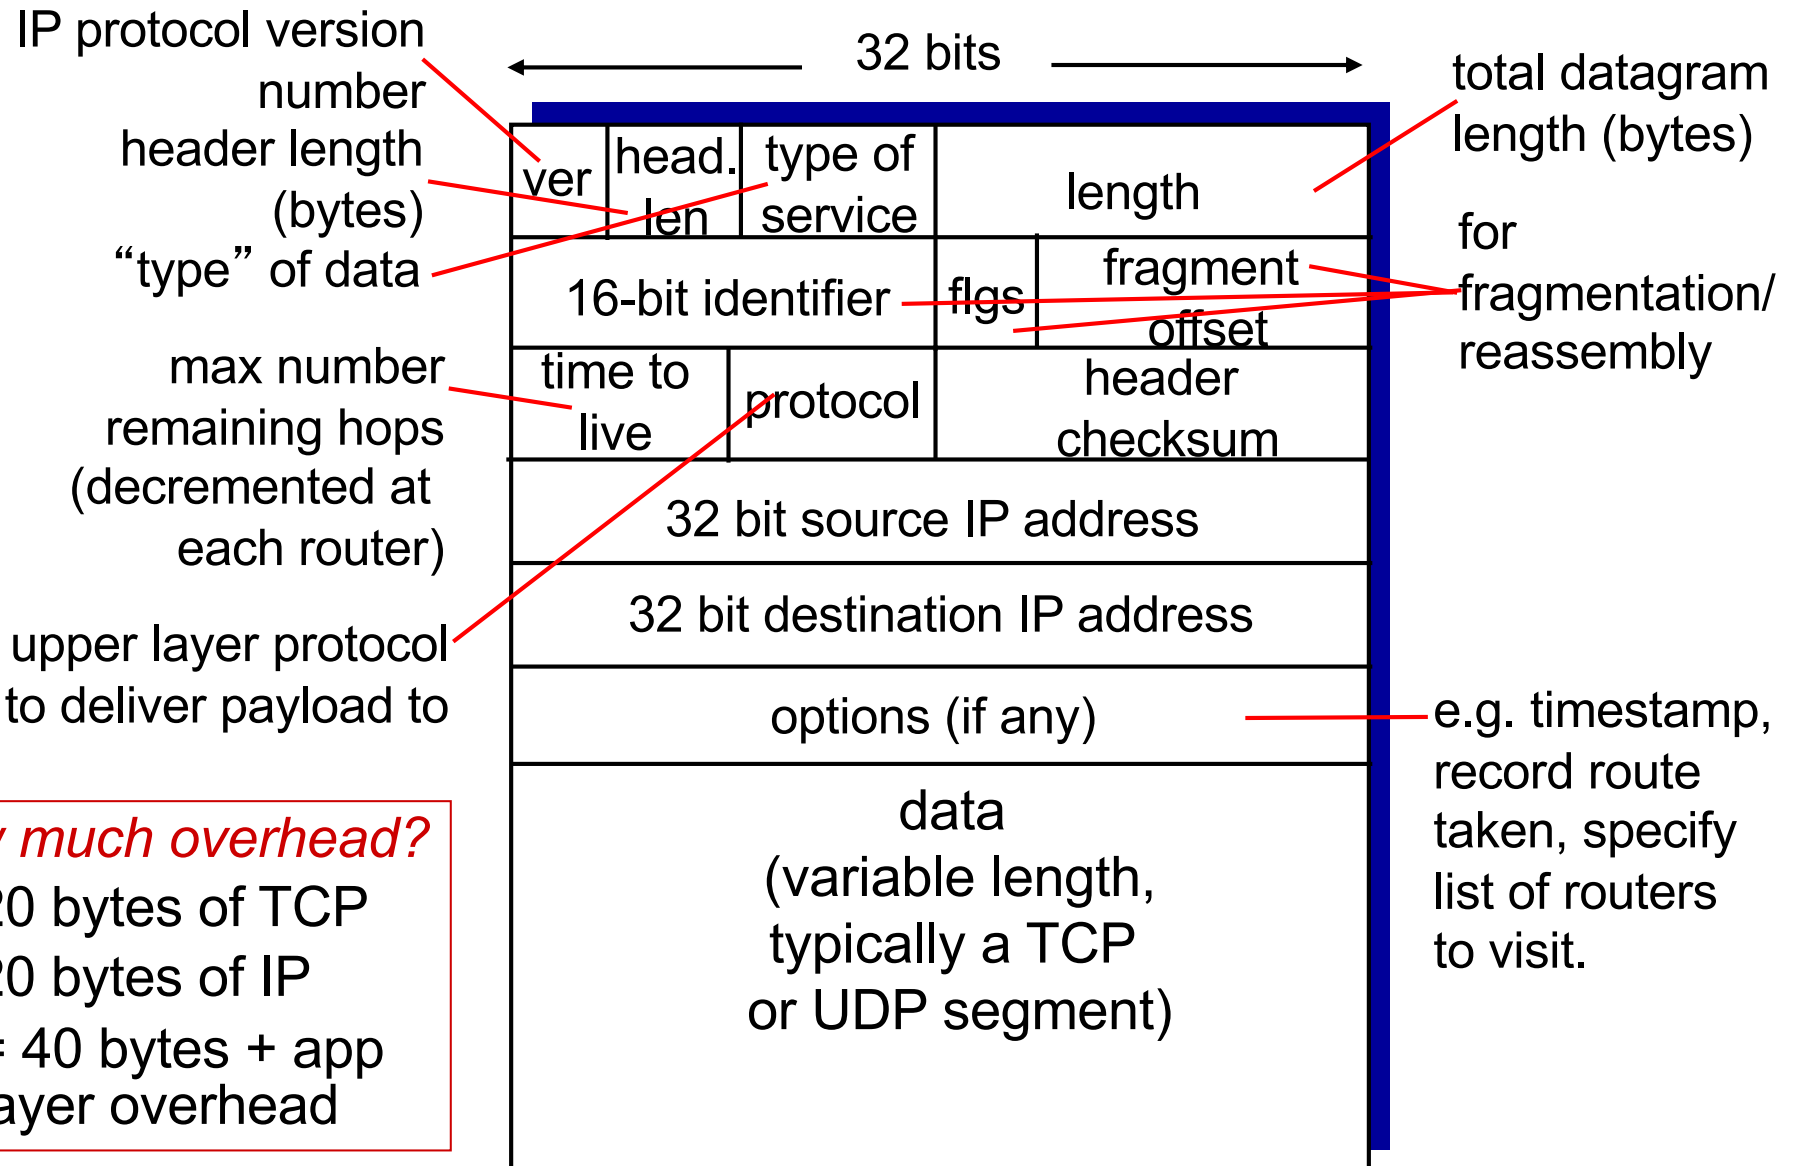 IP protocol version
number
header length
(bytes)
“type” of data
max number
remaining hops
(decremented at
each router)
upper layer protocol
to deliver payload to
much overhead?
20 bytes of TCP
20 bytes of IP
= 40 bytes + app
layer overhead
32 bits
ver
head.
len
type of
service
length
16-bit identifier
flgs
fragment
offset
time to
live
protocol
header
checksum
32 bit source IP address
32 bit destination IP address
options (if any)
data
(variable length,
typically a TCP
or UDP segment)
total datagram
length (bytes)
for
fragmentation/
reassembly
e.g. timestamp,
record route
taken, specify
list of routers
to visit.